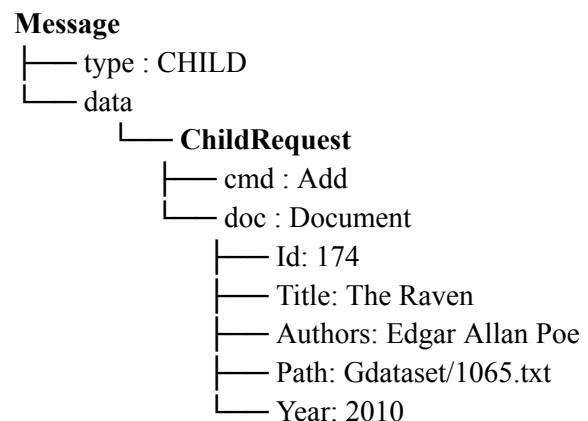 Message
├── type : CHILD
└── data
└── ChildRequest
├── cmd : Add
└── doc : Document
├── Id: 174
├── Title: The Raven
├── Authors: Edgar Allan Poe
├── Path: Gdataset/1065.txt
└── Year: 2010